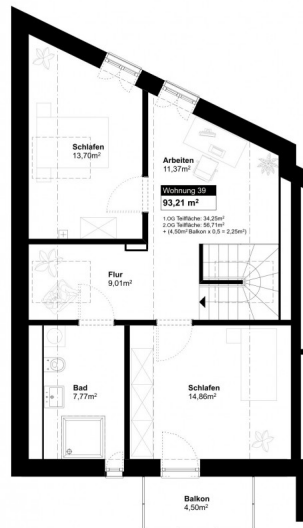 Schlafen
13,70m²
Arbeiten
11,37m²
Wohnung 39
93,21 m²
1.OG Teilfläche: 34,25m²
2.OG Teilfläche: 56,71m²
+ (4,50m² Balkon x 0,5 = 2,25m²)
Flur
9,01m²
Bad
7,77m²
Schlafen
14,86m²
Balkon
4,50m²